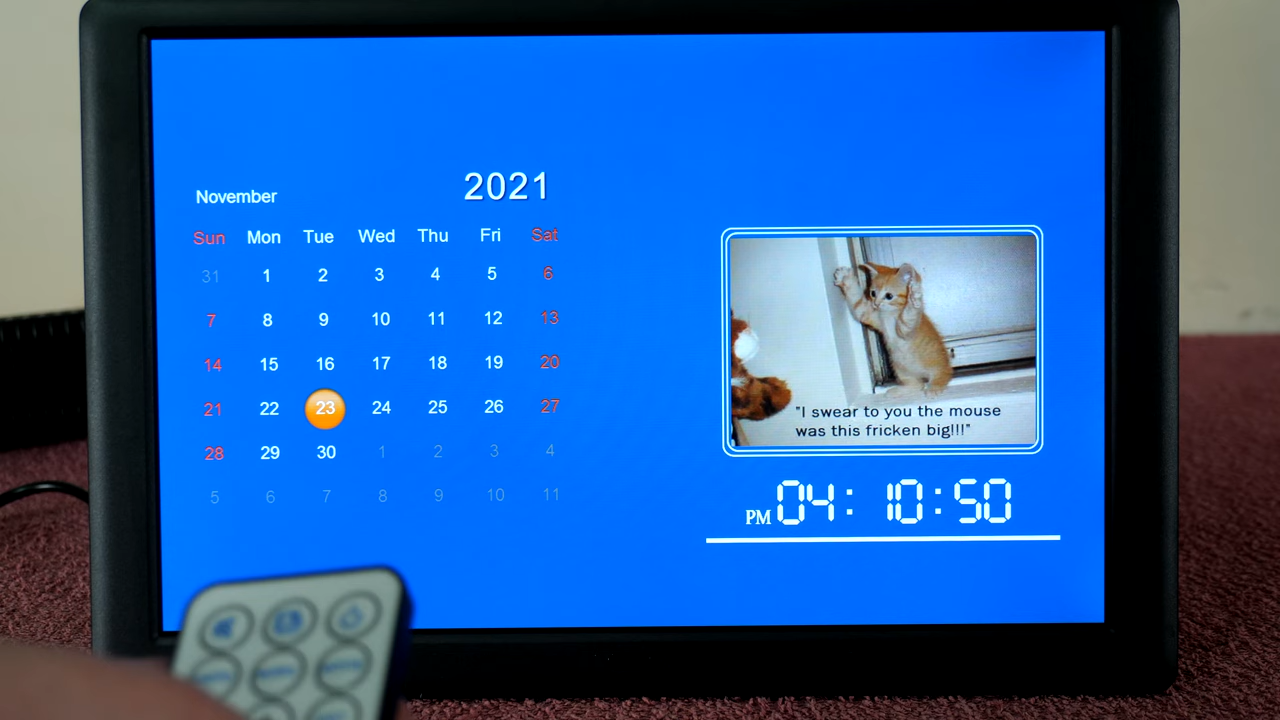 November 2021
Sun Mon Tue Wed Thu Fri Sat
31 1 2 3 4 5 6
7 8 9 10 11 12 13
14 15 16 17 18 19 20
21 22 23 24 25 26 27
28 29 30 1 2 3 4
5 6 7 8 9 10 11
"I swear to you the mouse
was this fricken big!!!"
PM 04: 10:50